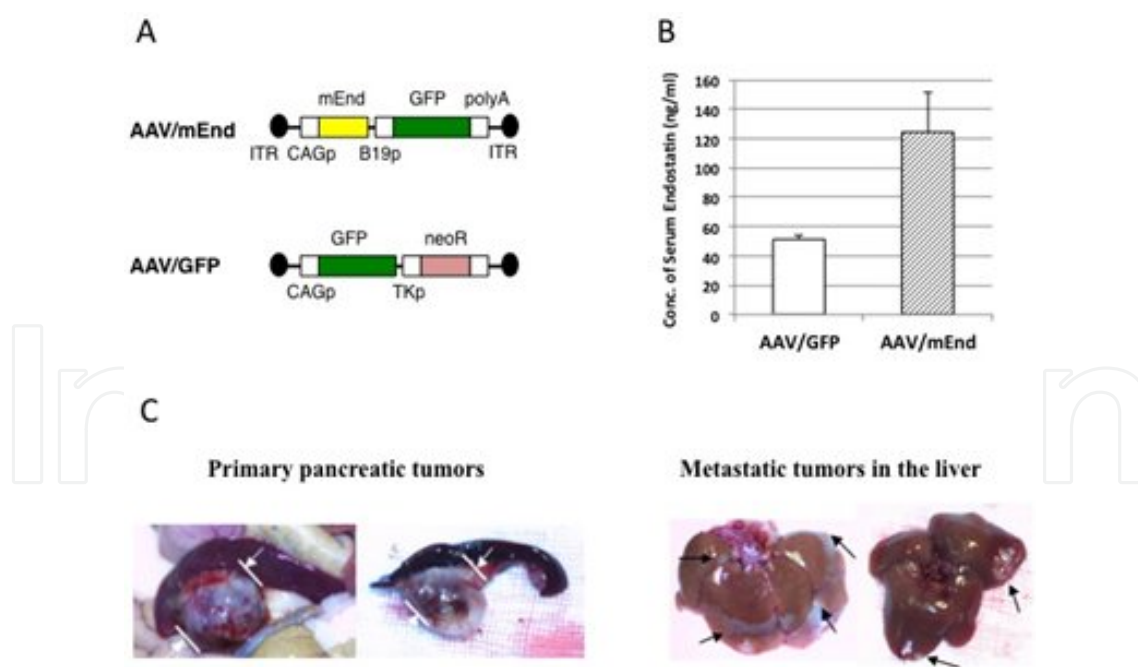 A
mEnd GFP polyA
AAV/mEnd
ITR CAGp B19p ITR
GFP neoR
AAV/GFP
CAGp TKp
B
Conc. of Serum Endostatin (ng/ml)
160
140
120
100
80
60
40
20
0
AAV/GFP AAV/mEnd
C
Primary pancreatic tumors
Metastatic tumors in the liver